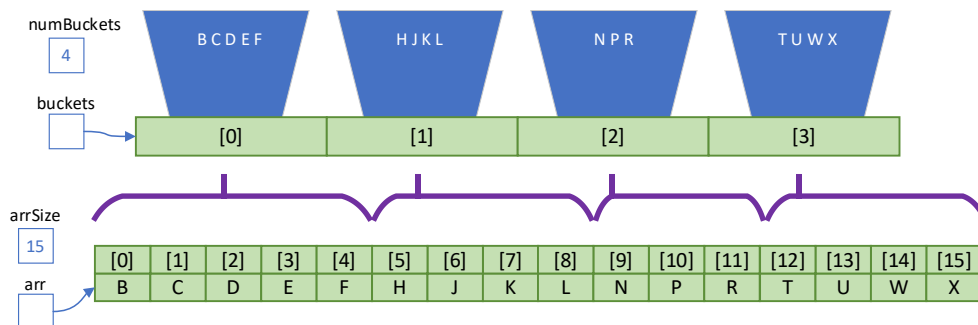 numBuckets
4
B C D E F
H J K L
N P R
T U W X
buckets
[0] [1] [2] [3]
arrSize
15
[0] [1] [2] [3] [4] [5] [6] [7] [8] [9] [10] [11] [12] [13] [14] [15]
arr
B C D E F H J K L N P R T U W X